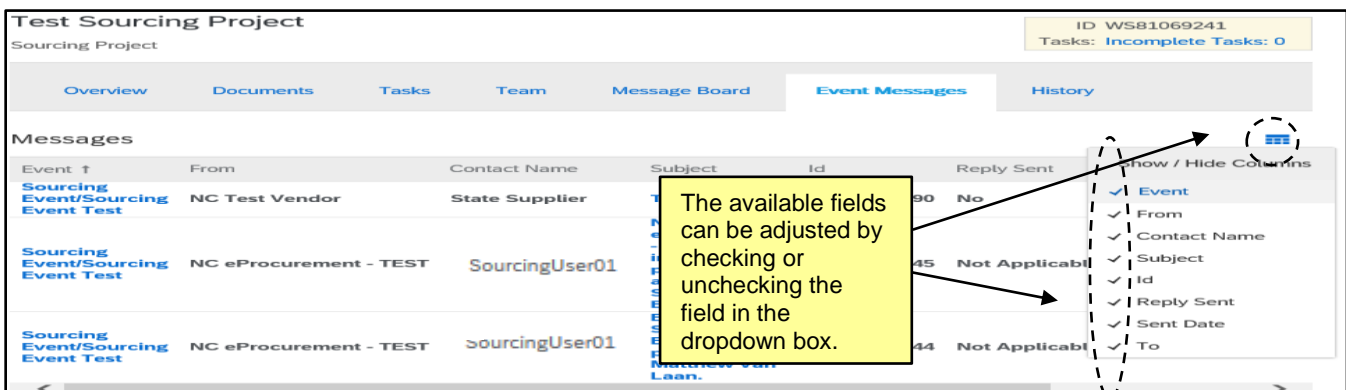 Test Sourcing Project
ID WS81069241
Sourcing Project
Tasks: Incomplete Tasks: 0
Overview Documents Tasks Team Message Board Event Messages History
Messages
Show / Hide Columns
Event ↑ From Contact Name Subject Id Reply Sent
Sourcing
Event/Sourcing
Event Test
NC Test Vendor State Supplier 90 No
Sourcing
Event/Sourcing
Event Test
NC eProcurement - TEST SourcingUser01 45 Not Applicabl
Sourcing
Event/Sourcing
Event Test
NC eProcurement - TEST SourcingUser01 44 Not Applicabl
Laan.
The available fields
can be adjusted by
checking or
unchecking the
field in the
dropdown box.
Event
From
Contact Name
Subject
Id
Reply Sent
Sent Date
To